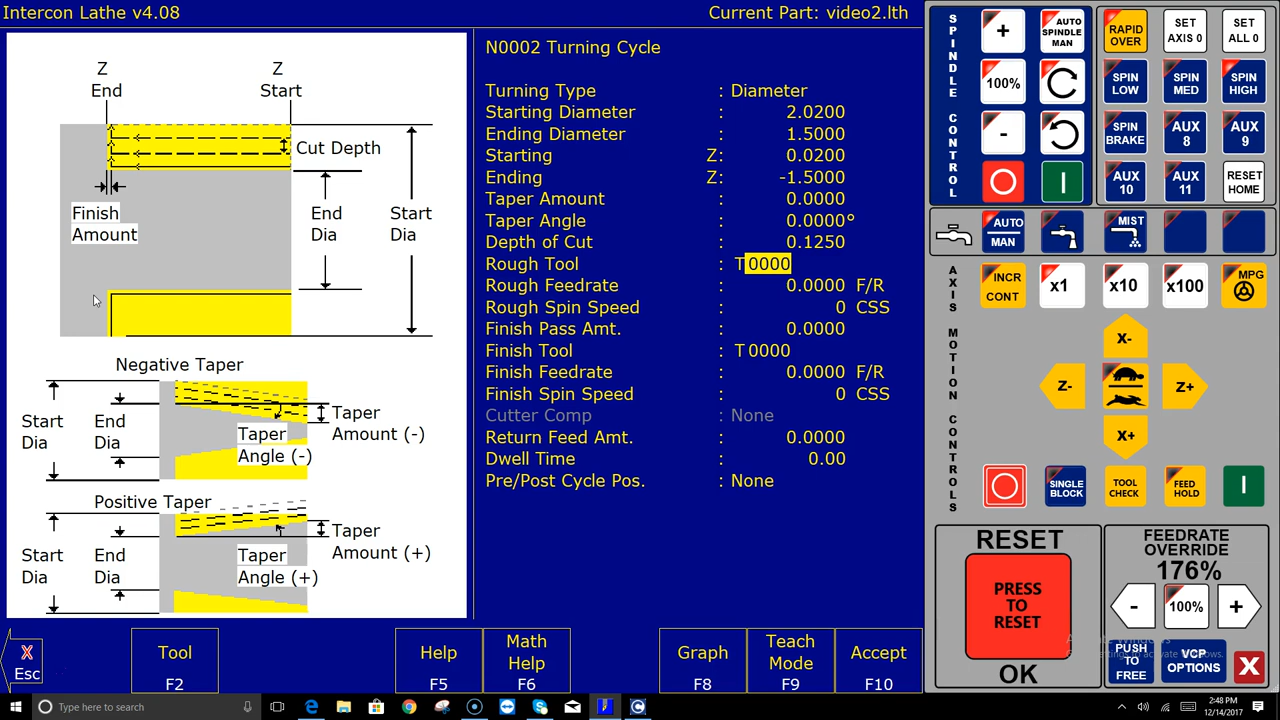 Intercon Lathe v4.08
Current Part: video2.lth
Z
End
Z
Start
Cut Depth
Finish
Amount
End
Dia
Start
Dia
Negative Taper
Start
Dia
End
Dia
Taper
Angle (-)
Taper
Amount (-)
Positive Taper
Start
Dia
End
Dia
Taper
Angle (+)
Taper
Amount (+)
N0002 Turning Cycle
Turning Type : Diameter
Starting Diameter : 2.0200
Ending Diameter : 1.5000
Starting Z: 0.0200
Ending Z: -1.5000
Taper Amount : 0.0000
Taper Angle : 0.0000°
Depth of Cut : 0.1250
Rough Tool : T 0000
Rough Feedrate : 0.0000 F/R
Rough Spin Speed : 0 CSS
Finish Pass Amt. : 0.0000
Finish Tool : T 0000
Finish Feedrate : 0.0000 F/R
Finish Spin Speed : 0 CSS
Cutter Comp : None
Return Feed Amt. : 0.0000
Dwell Time : 0.00
Pre/Post Cycle Pos. : None
X
Esc
Tool
F2
Help
F5
Math
Help
F6
Graph
F8
Teach
Mode
F9
Accept
F10
SPINDLE CONTROL
+
AUTO
SPINDLE
MAN
100%
-
RAPID
OVER
SET
AXIS 0
SET
ALL 0
SPIN
LOW
SPIN
MED
SPIN
HIGH
SPIN
BRAKE
AUX
8
AUX
9
AUX
10
AUX
11
RESET
HOME
AUTO
MAN
MIST
AXIS MOTION CONTROLS
INCR
CONT
x1
x10
x100
MPG
X-
Z-
Z+
X+
SINGLE
BLOCK
TOOL
CHECK
FEED
HOLD
RESET
PRESS
TO
RESET
OK
FEEDRATE
OVERRIDE
176%
-
100%
+
PUSH
TO
FREE
VCP
OPTIONS
X
Type here to search
2:48 PM
12/14/2017